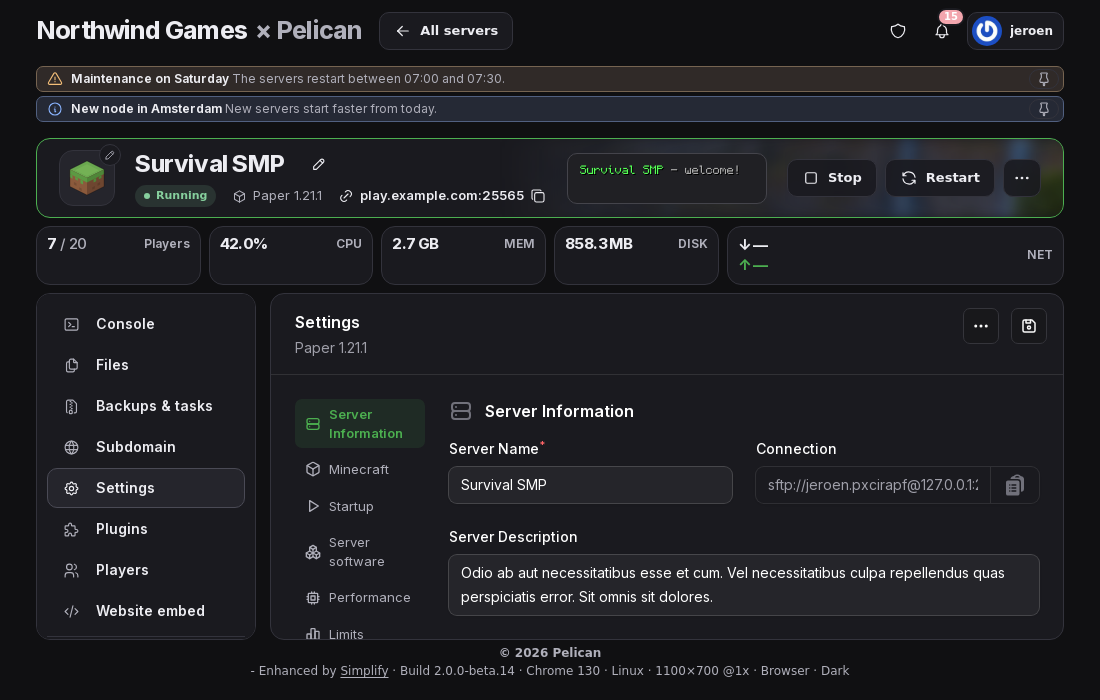 Northwind Games × Pelican
All servers
15
jeroen
Maintenance on Saturday The servers restart between 07:00 and 07:30.
New node in Amsterdam New servers start faster from today.
Survival SMP
Running
Paper 1.21.1
play.example.com:25565
Survival SMP — welcome!
Stop
Restart
7 / 20
Players
42.0%
CPU
2.7 GB
MEM
858.3 MB
DISK
↓—
↑—
NET
Console
Files
Backups & tasks
Subdomain
Settings
Plugins
Players
Website embed
Settings
Paper 1.21.1
Server
Information
Minecraft
Startup
Server
software
Performance
Limits
Server Information
Server Name*
Connection
Survival SMP
sftp://jeroen.pxcirapf@127.0.0.1:2
Server Description
Odio ab aut necessitatibus esse et cum. Vel necessitatibus culpa repellendus quas
perspiciatis error. Sit omnis sit dolores.
© 2026 Pelican
- Enhanced by Simplify · Build 2.0.0-beta.14 · Chrome 130 · Linux · 1100×700 @1x · Browser · Dark